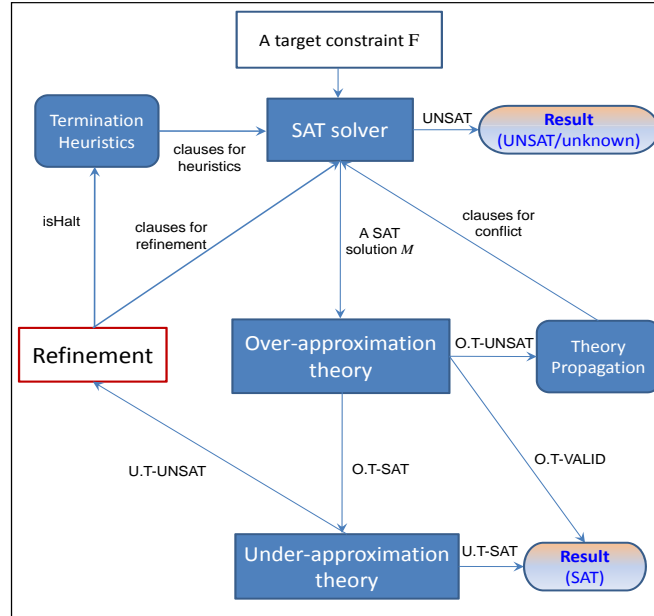 A target constraint F
Termination
Heuristics
SAT solver
UNSAT
Result
(UNSAT/unknown)
clauses for
heuristics
isHalt
clauses for
refinement
A SAT
solution M
clauses for
conflict
Refinement
Over-approximation
theory
O.T-UNSAT
Theory
Propagation
U.T-UNSAT
O.T-SAT
O.T-VALID
Under-approximation
theory
U.T-SAT
Result
(SAT)